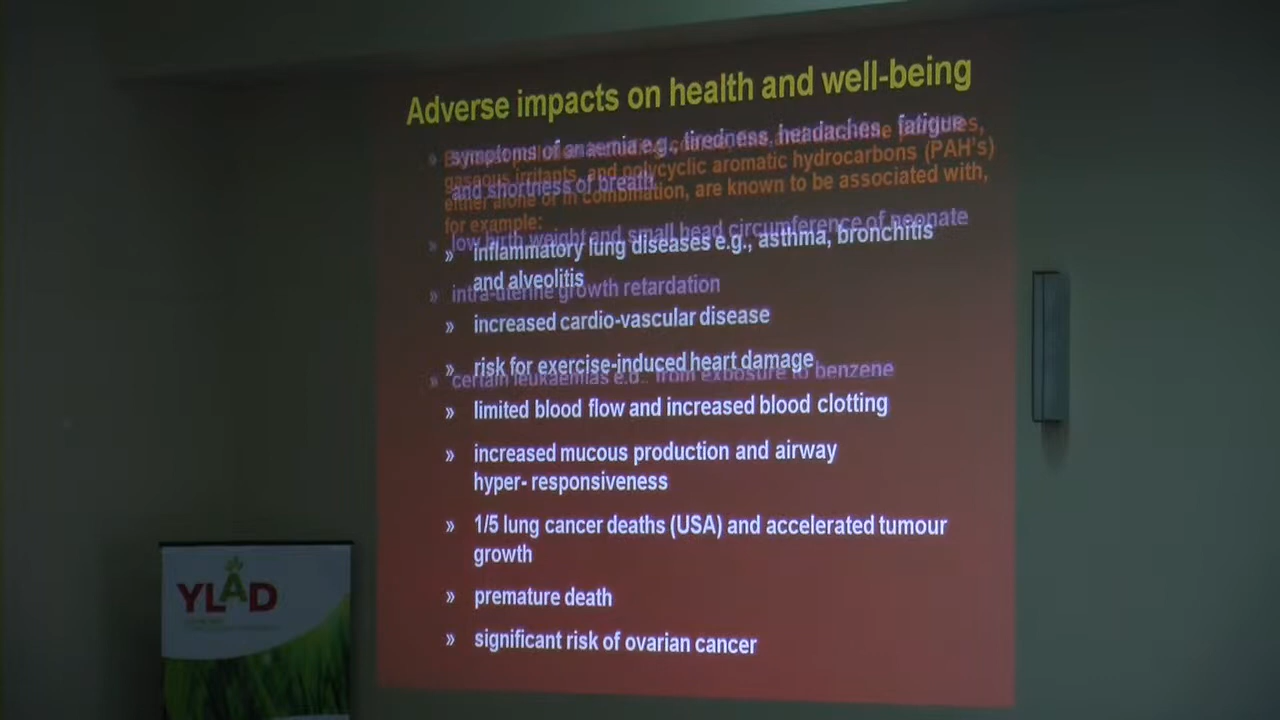 Adverse impacts on health and well-being
symptoms of anaemia e.g., tiredness, headaches, fatigue
and shortness of breath
gaseous irritants, and polycyclic aromatic hydrocarbons (PAH's)
either alone or in combination, are known to be associated with,
for example:
low birth weight and small head circumference of neonate
» inflammatory lung diseases e.g., asthma, bronchitis
and alveolitis
» intra-uterine growth retardation
» increased cardio-vascular disease
» risk for exercise-induced heart damage
» certain leukaemias e.g., from exposure to benzene
» limited blood flow and increased blood clotting
» increased mucous production and airway
hyper- responsiveness
» 1/5 lung cancer deaths (USA) and accelerated tumour
growth
» premature death
» significant risk of ovarian cancer
YLAD